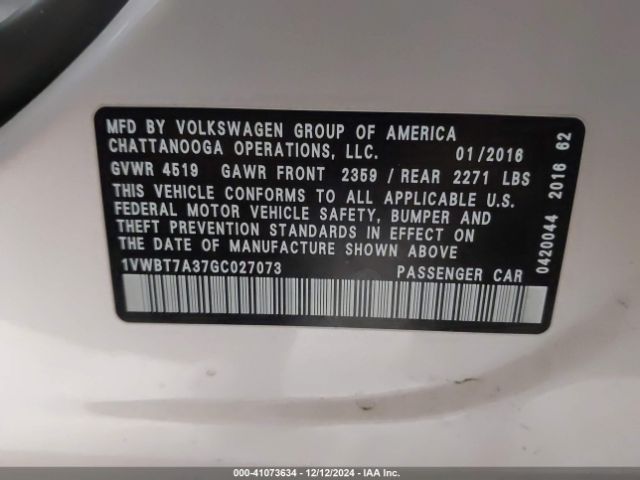 MFD BY VOLKSWAGEN GROUP OF AMERICA
CHATTANOOGA OPERATIONS, LLC. 01/2016
GVWR 4519 GAWR FRONT 2359 / REAR 2271 LBS
THIS VEHICLE CONFORMS TO ALL APPLICABLE U.S.
FEDERAL MOTOR VEHICLE SAFETY, BUMPER AND
THEFT PREVENTION STANDARDS IN EFFECT ON
THE DATE OF MANUFACTURE SHOWN ABOVE
1VWBT7A37GC027073 PASSENGER CAR
0420044 2016 62
000-41073634 - 12/12/2024 - IAA Inc.